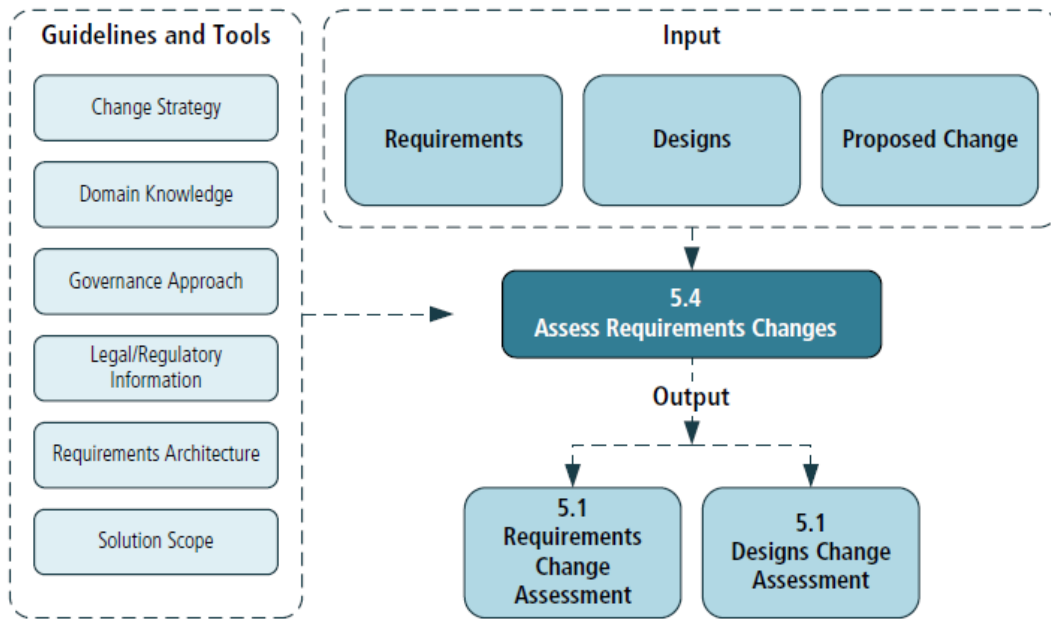 Guidelines and Tools
Change Strategy
Domain Knowledge
Governance Approach
Legal/Regulatory
Information
Requirements Architecture
Solution Scope
Input
Requirements
Designs
Proposed Change
5.4
Assess Requirements Changes
Output
5.1
Requirements
Change
Assessment
5.1
Designs Change
Assessment